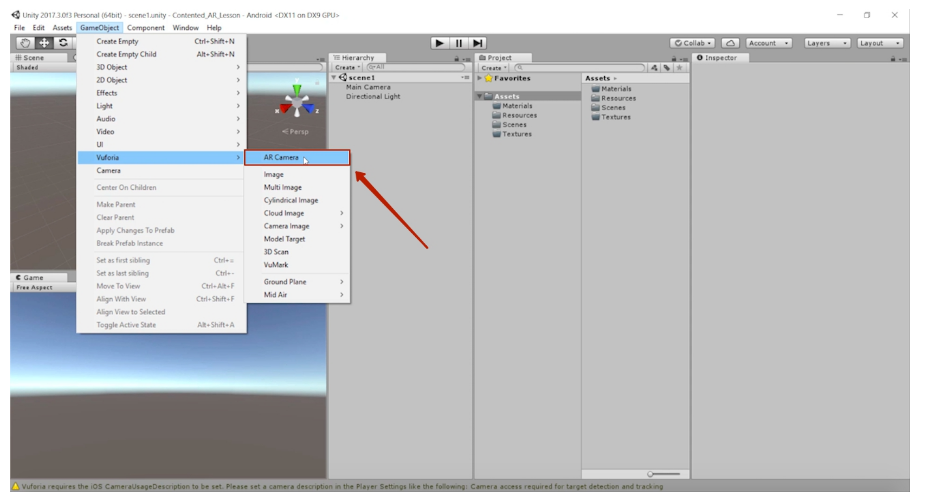 Unity 2017.3.0f3 Personal (64bit) - scene1.unity - Contented_AR_Lesson - Android <DX11 on DX9 GPU>
File Edit Assets GameObject Component Window Help
Collab Account Layers Layout
Scene
Shaded
Create Empty Ctrl+Shift+N
Create Empty Child Alt+Shift+N
3D Object
2D Object
Effects
Light
Audio
Video
UI
Vuforia
Camera
Center On Children
Make Parent
Clear Parent
Apply Changes To Prefab
Break Prefab Instance
Set as first sibling Ctrl+=
Set as last sibling Ctrl+-
Move To View Ctrl+Alt+F
Align With View Ctrl+Shift+F
Align View to Selected
Toggle Active State Alt+Shift+A
AR Camera
Image
Multi Image
Cylindrical Image
Cloud Image
Camera Image
Model Target
3D Scan
VuMark
Ground Plane
Mid Air
y
x z
Persp
Game
Free Aspect
Hierarchy
Create All
scene1
Main Camera
Directional Light
Project
Create
Favorites
Assets
Materials
Resources
Scenes
Textures
Assets
Materials
Resources
Scenes
Textures
Inspector
Vuforia requires the iOS CameraUsageDescription to be set. Please set a camera description in the Player Settings like the following: Camera access required for target detection and tracking